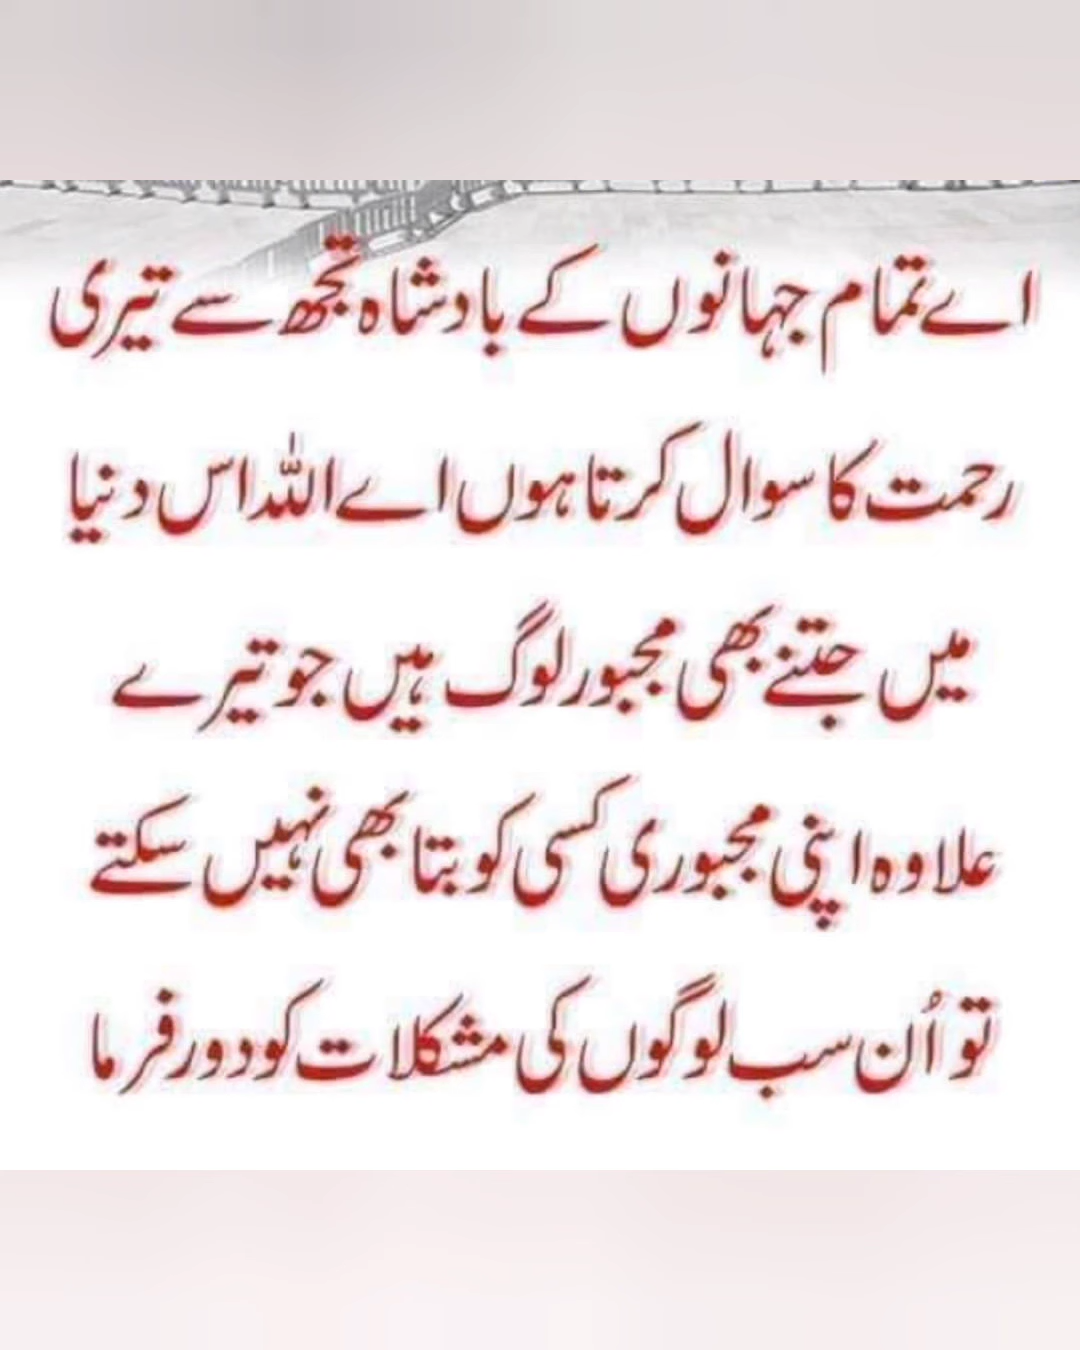 اے تمام جہانوں کے بادشاہ تجھ سے تیری
رحمت کا سوال کرتا ہوں اے اللہ اس دنیا
میں جتنے بھی مجبور لوگ ہیں جو تیرے
علاوہ اپنی مجبوری کسی کو بتا بھی نہیں سکتے
تو اُن سب لوگوں کی مشکلات کو دور فرما